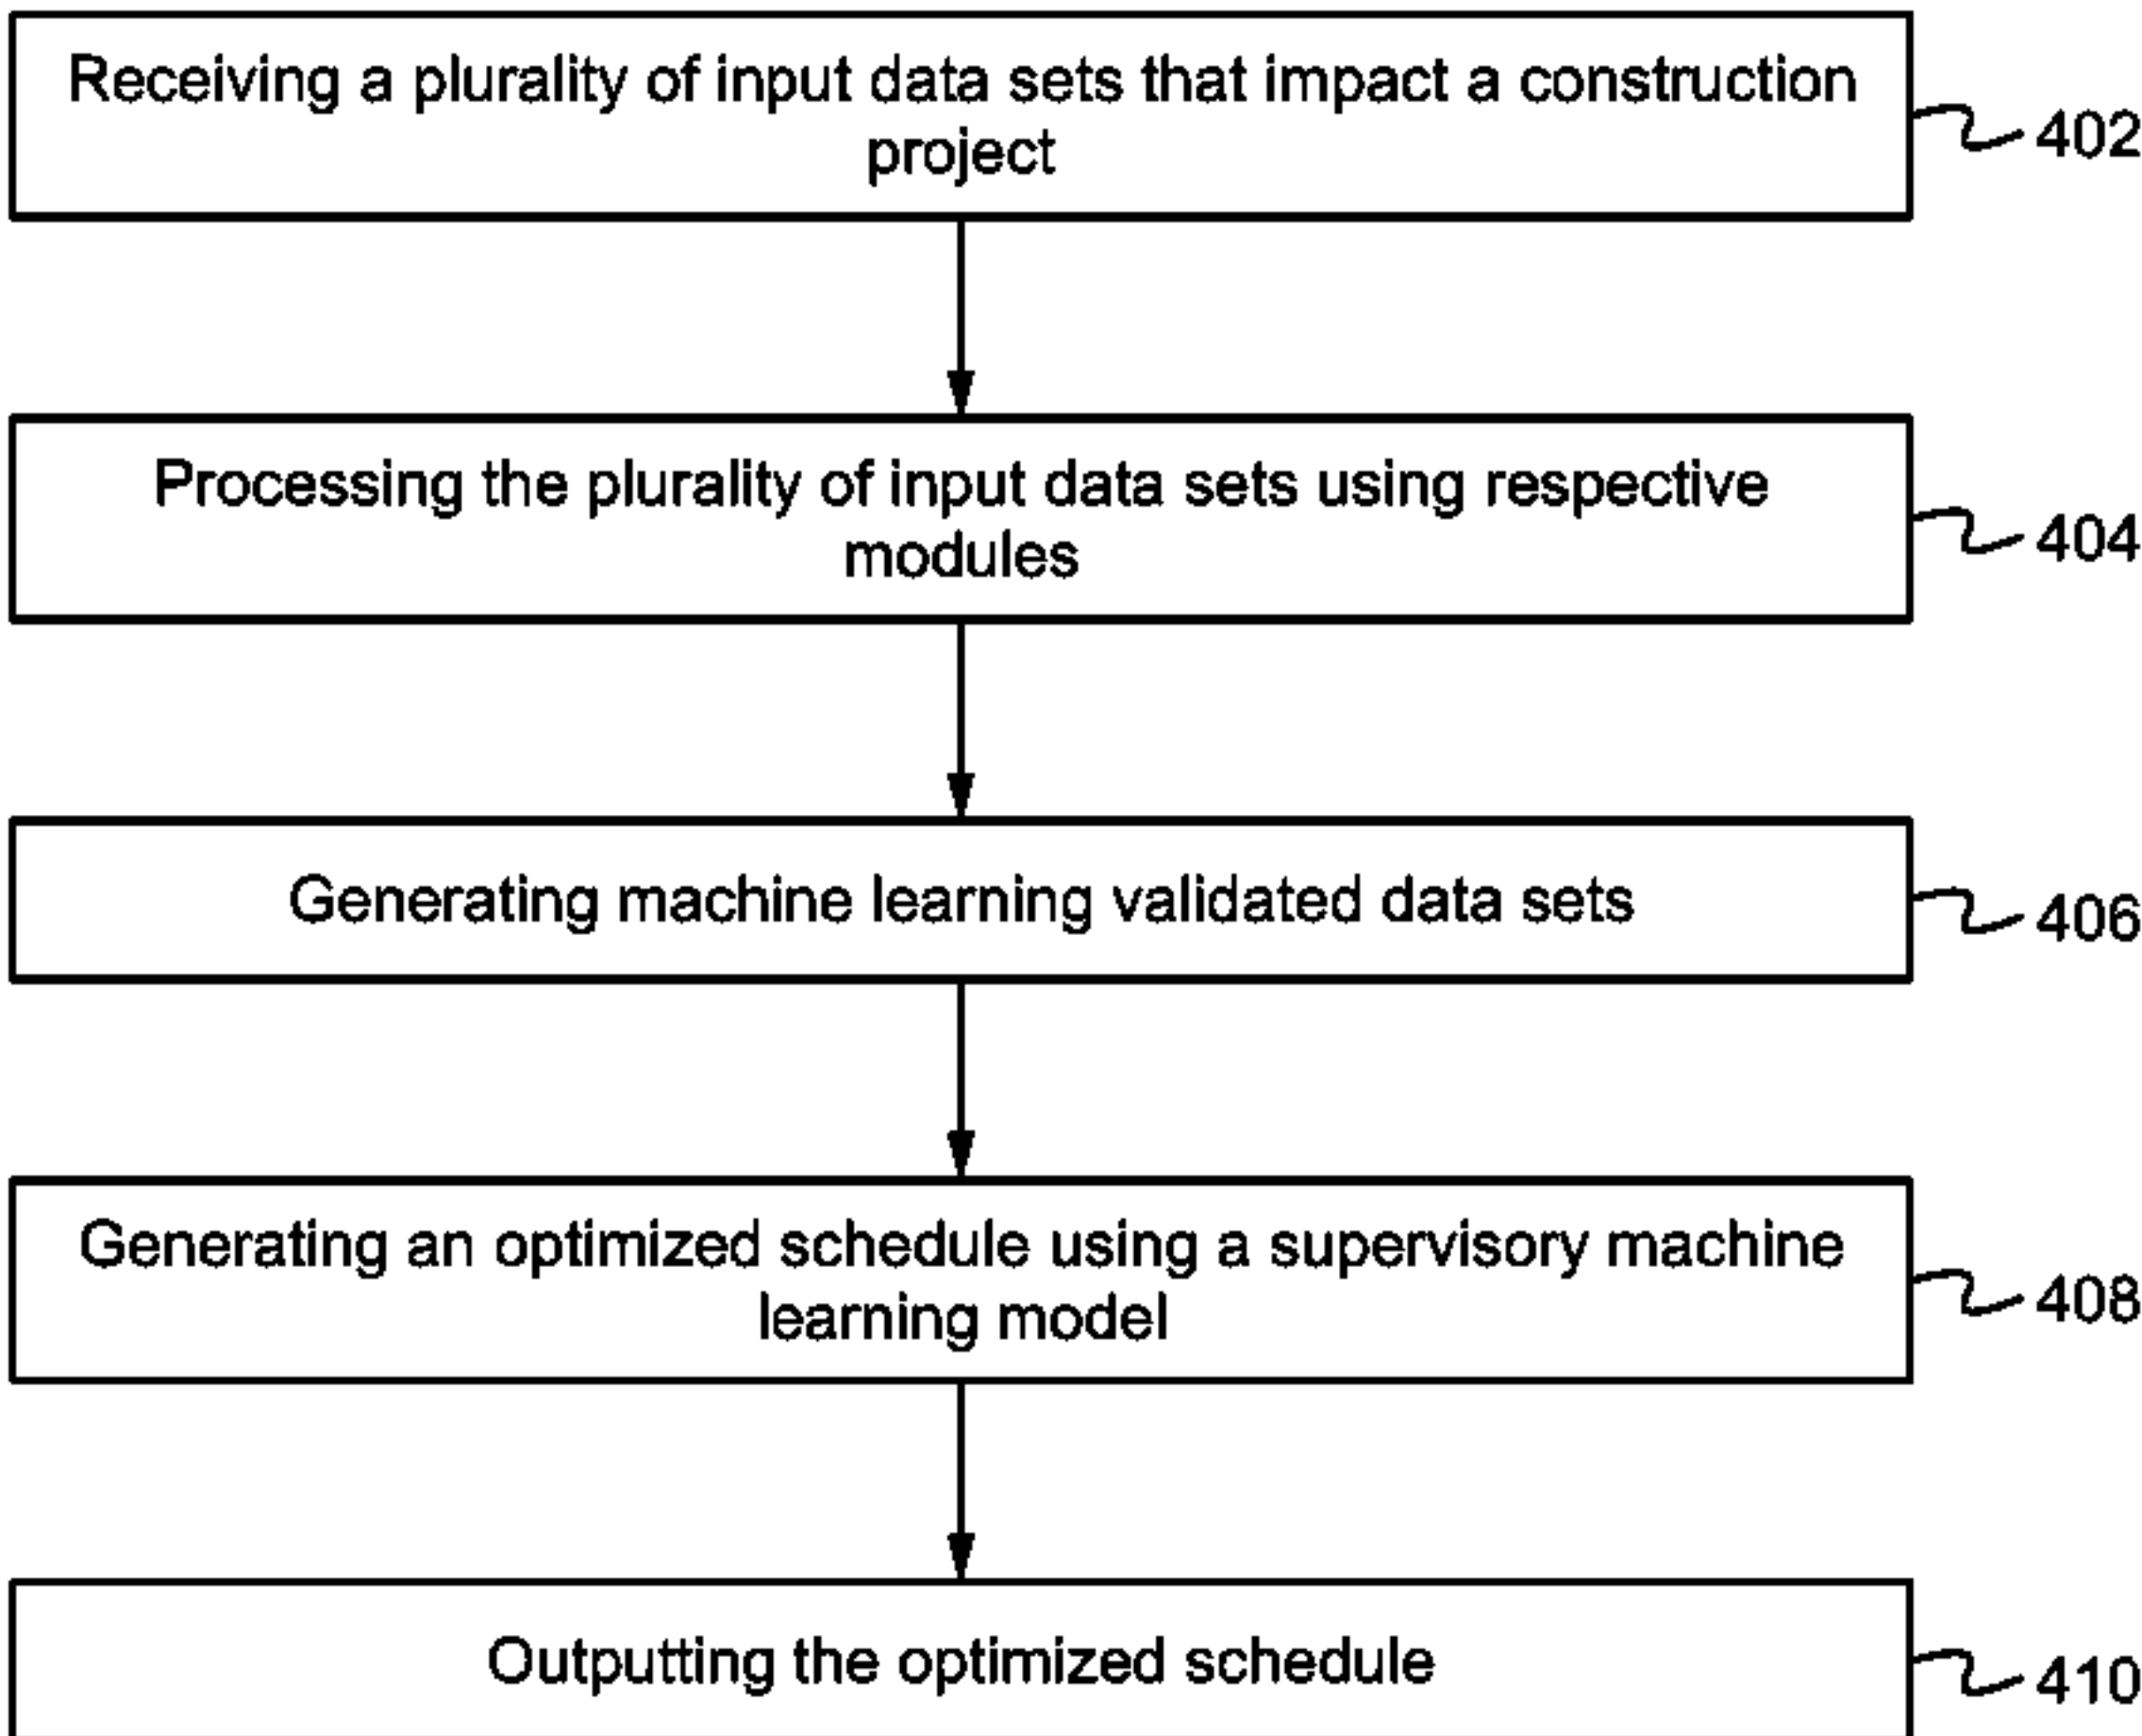 Receiving a plurality of input data sets that impact a construction
project
402
Processing the plurality of input data sets using respective
modules
404
Generating machine learning validated data sets
406
Generating an optimized schedule using a supervisory machine
learning model
408
Outputting the optimized schedule
410